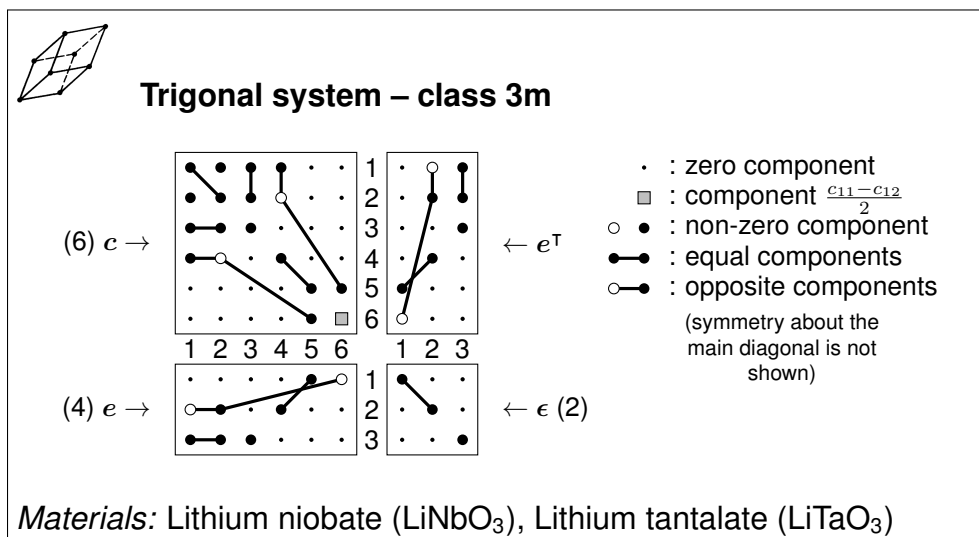 Trigonal system – class 3m
1
2
3
4
5
6
(6) c →
← eᵀ
1 2 3 4 5 6
1 2 3
1
2
3
(4) e →
← ϵ (2)
· : zero component
: component (c₁₁−c₁₂)/2
: non-zero component
: equal components
: opposite components
(symmetry about the
main diagonal is not
shown)
Materials: Lithium niobate (LiNbO₃), Lithium tantalate (LiTaO₃)